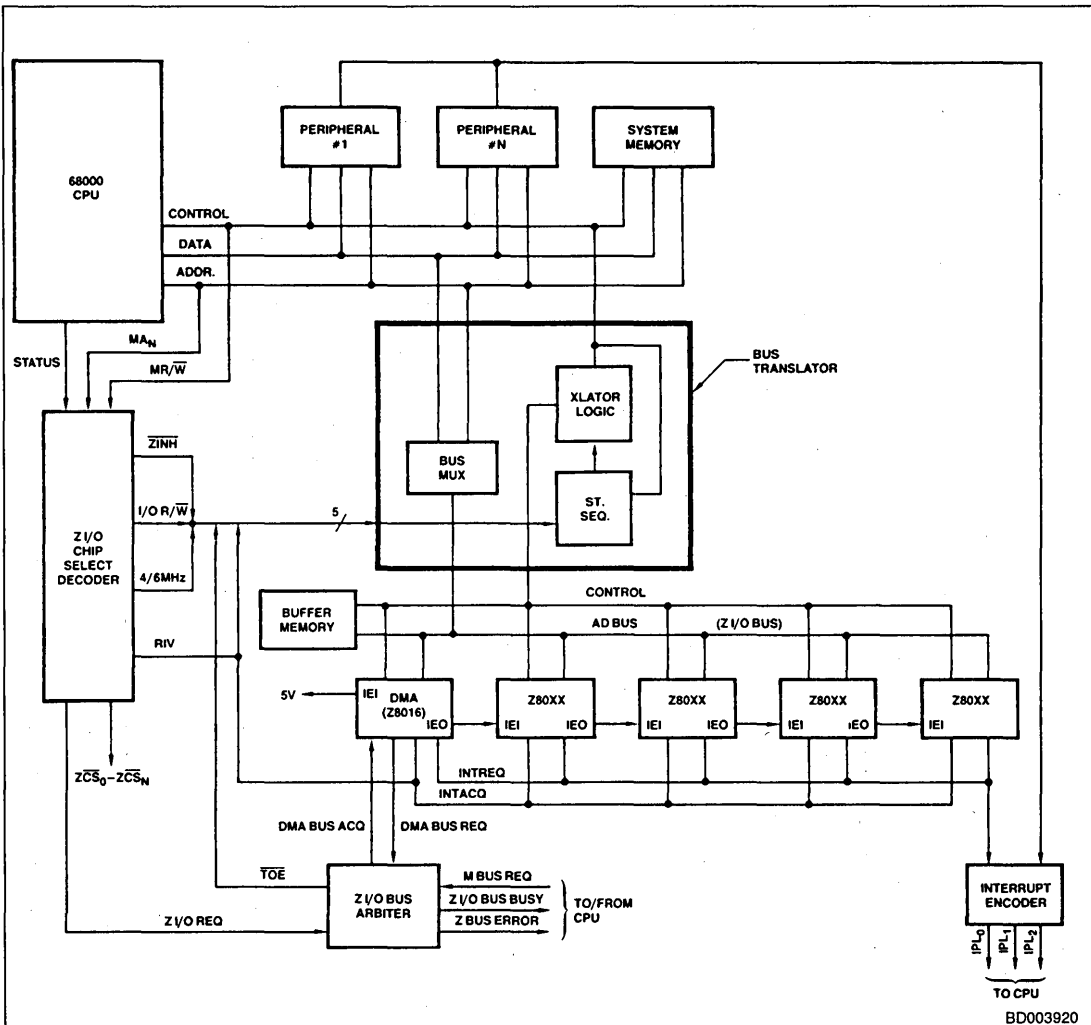 PERIPHERAL
#1
PERIPHERAL
#N
SYSTEM
MEMORY
68000
CPU
CONTROL
DATA
ADDR.
STATUS
MA_N
MR/W̅
BUS
TRANSLATOR
XLATOR
LOGIC
BUS
MUX
ST.
SEQ.
Z̅I̅N̅H̅
I/O R/W̅
4/6MHz
RIV
5
Z I/O
CHIP
SELECT
DECODER
CONTROL
BUFFER
MEMORY
AD BUS
(Z I/O BUS)
5V
IEI
DMA
(Z8016)
IEO
Z80XX
IEI
IEO
Z80XX
IEI
IEO
Z80XX
IEI
IEO
Z80XX
IEI
INTREQ
INTACQ
ZC̅S̅₀–ZC̅S̅_N
DMA BUS ACQ
DMA BUS REQ
T̅O̅E̅
Z I/O REQ
Z I/O BUS
ARBITER
M BUS REQ
Z I/O BUS BUSY
Z BUS ERROR
TO/FROM
CPU
INTERRUPT
ENCODER
IPL₀
IPL₁
IPL₂
TO CPU
BD003920